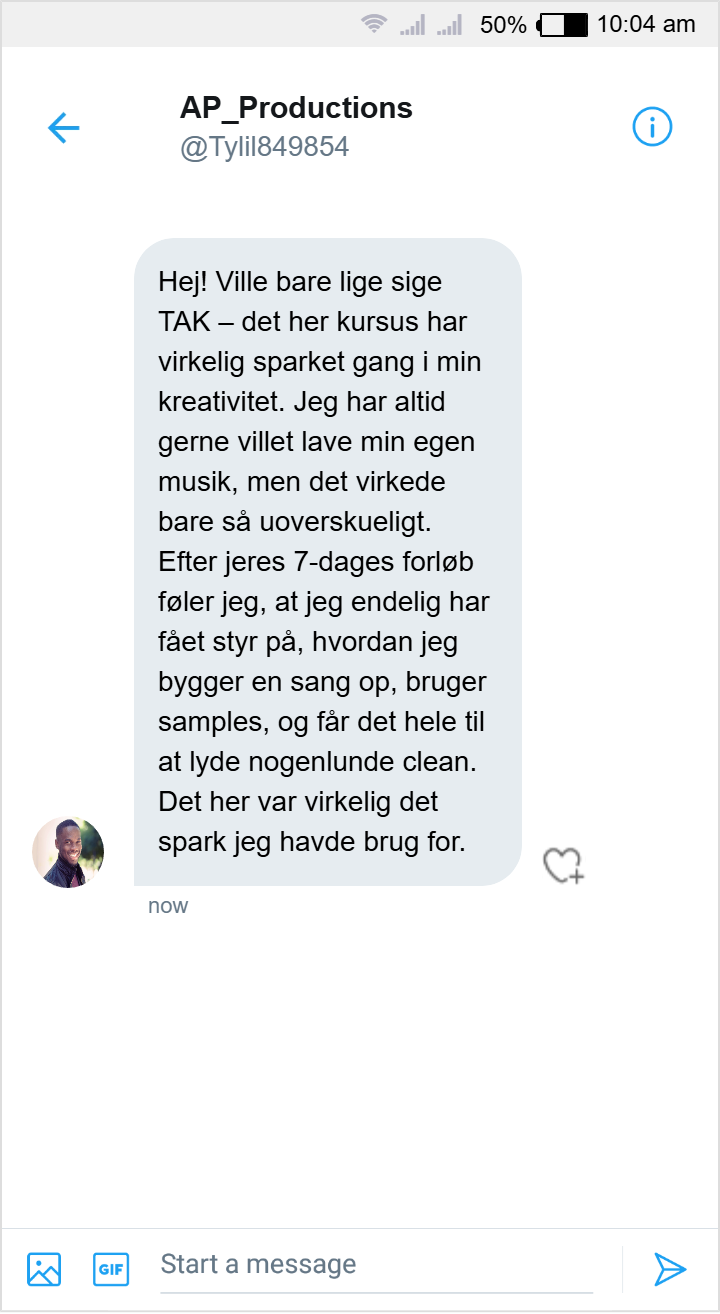 50% 10:04 am
AP_Productions
@Tylil849854
Hej! Ville bare lige sige
TAK – det her kursus har
virkelig sparket gang i min
kreativitet. Jeg har altid
gerne villet lave min egen
musik, men det virkede
bare så uoverskueligt.
Efter jeres 7-dages forløb
føler jeg, at jeg endelig har
fået styr på, hvordan jeg
bygger en sang op, bruger
samples, og får det hele til
at lyde nogenlunde clean.
Det her var virkelig det
spark jeg havde brug for.
now
GIF Start a message